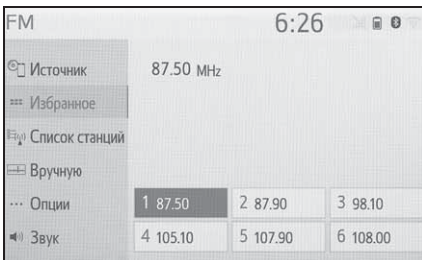 FM 6:26
Источник 87.50 MHz
Избранное
Список станций
Вручную
Опции 1 87.50 2 87.90 3 98.10
Звук 4 105.10 5 107.90 6 108.00